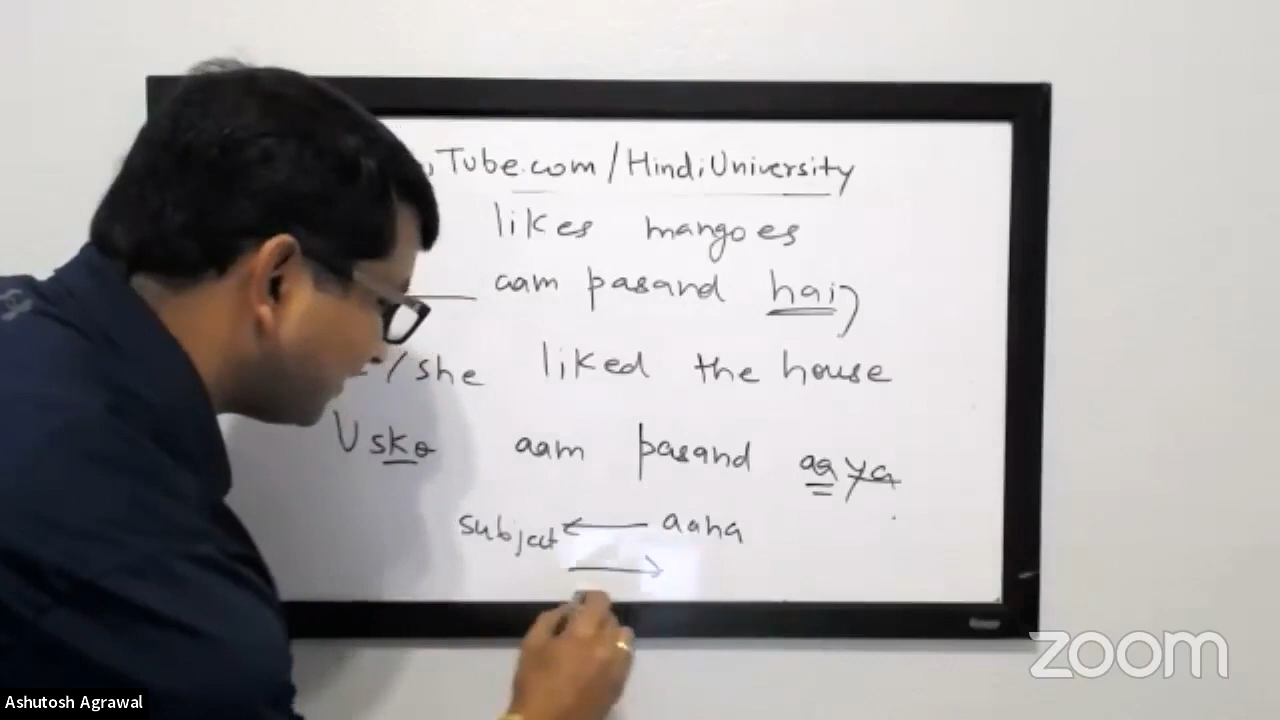 Tube.com/HindiUniversity
likes mangoes
aam pasand hai
/she liked the house
Usko aam pasand aaya
subject ← aana
→
zoom
Ashutosh Agrawal